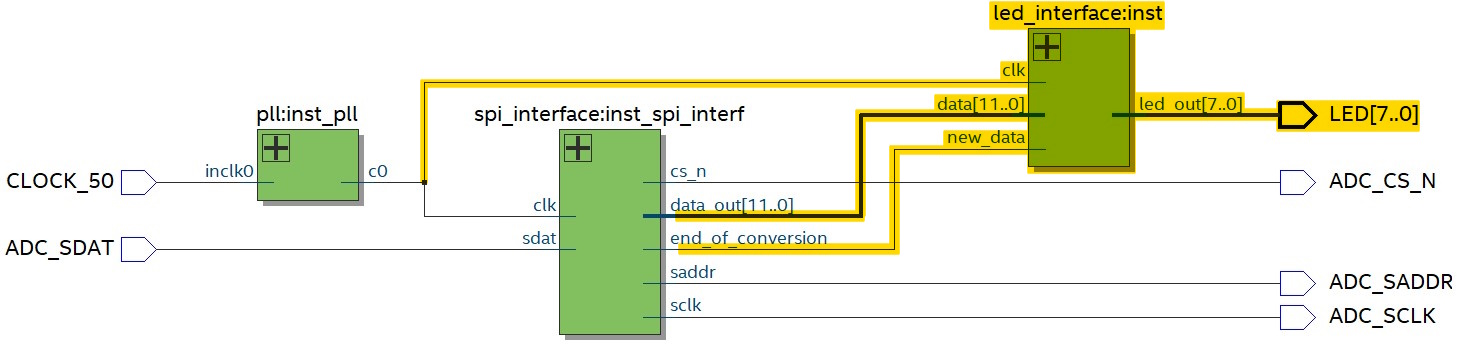 led_interface:inst
clk
data[11..0]
led_out[7..0]
LED[7..0]
new_data
pll:inst_pll
spi_interface:inst_spi_interf
CLOCK_50
inclk0
c0
cs_n
ADC_CS_N
clk
data_out[11..0]
ADC_SDAT
sdat
end_of_conversion
saddr
ADC_SADDR
sclk
ADC_SCLK